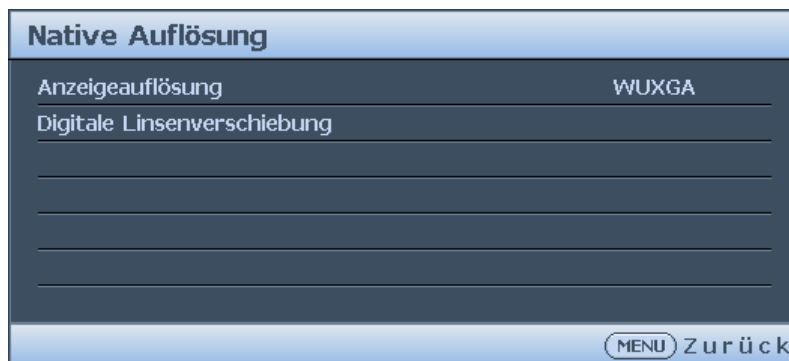 Native Auflösung
Anzeigeauflösung WUXGA
Digitale Linsenverschiebung
MENU Zurück